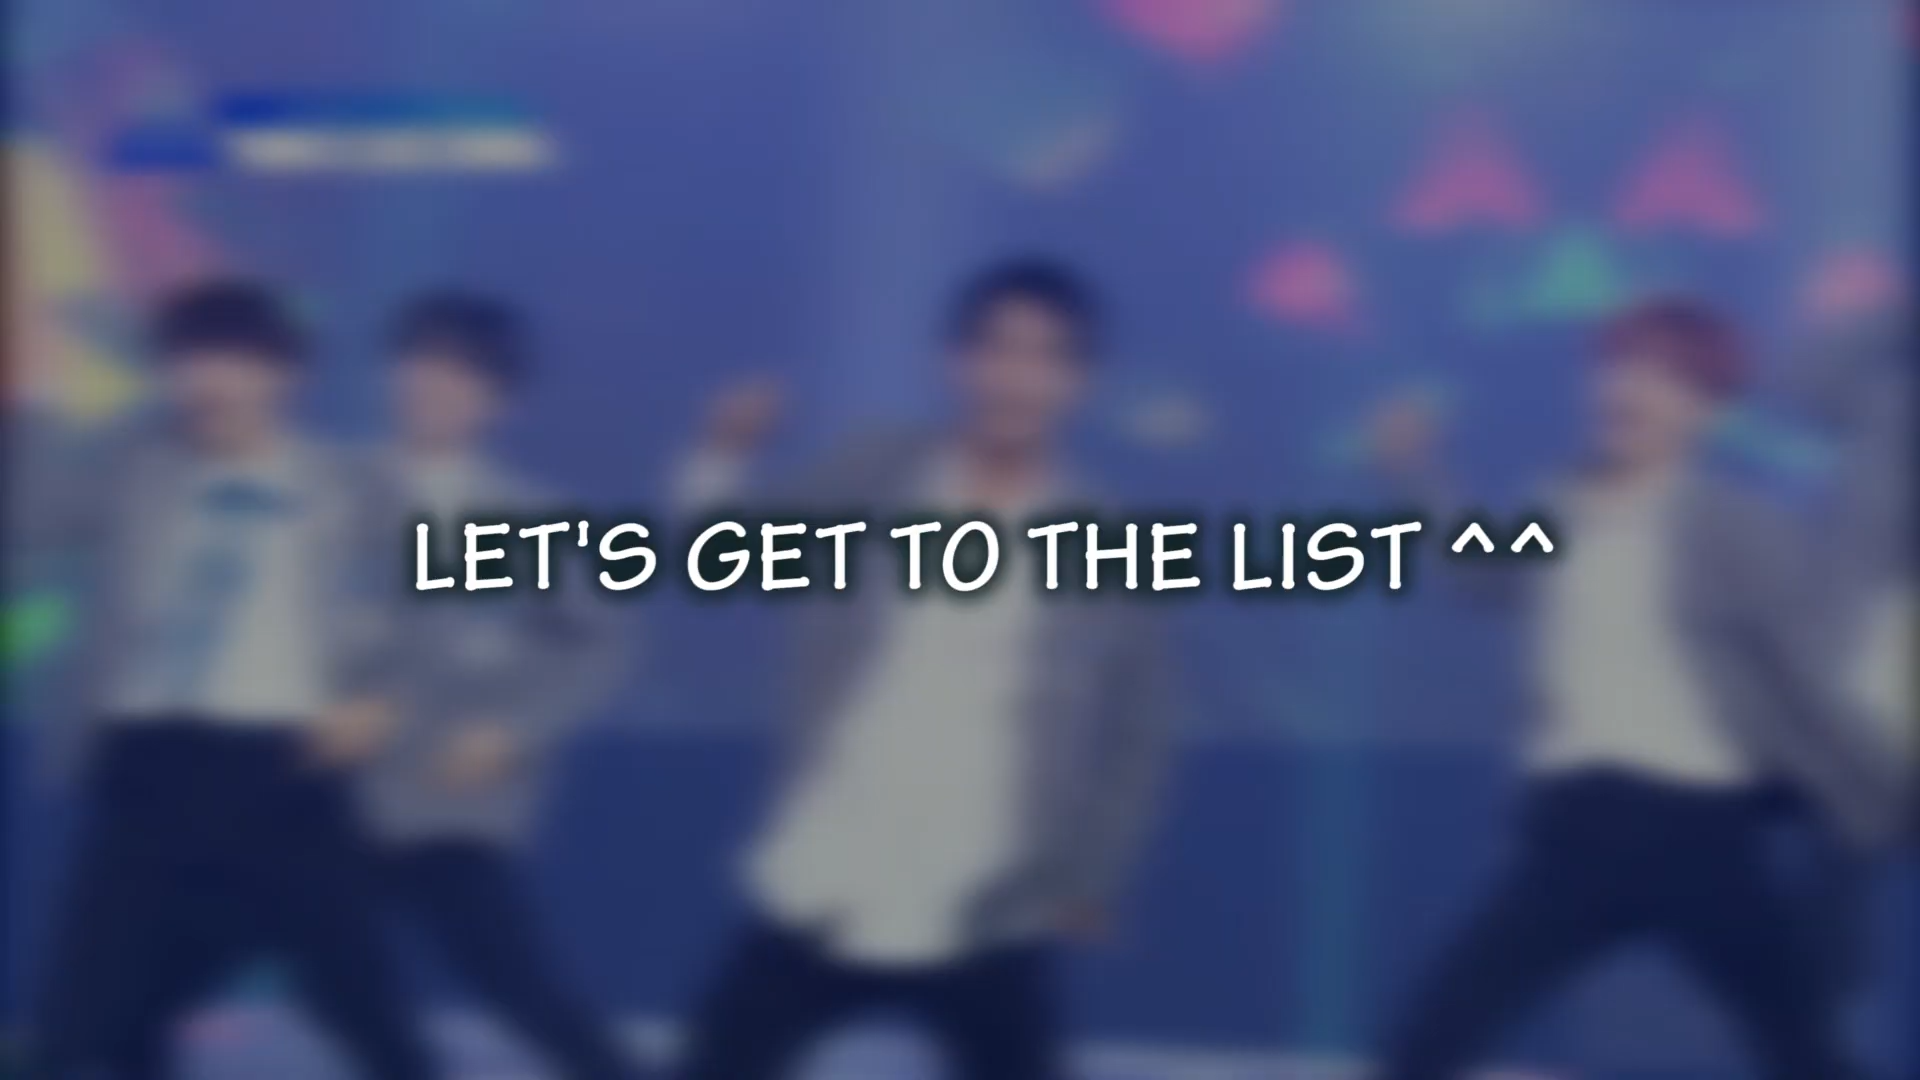 LET'S GET TO THE LIST ^^